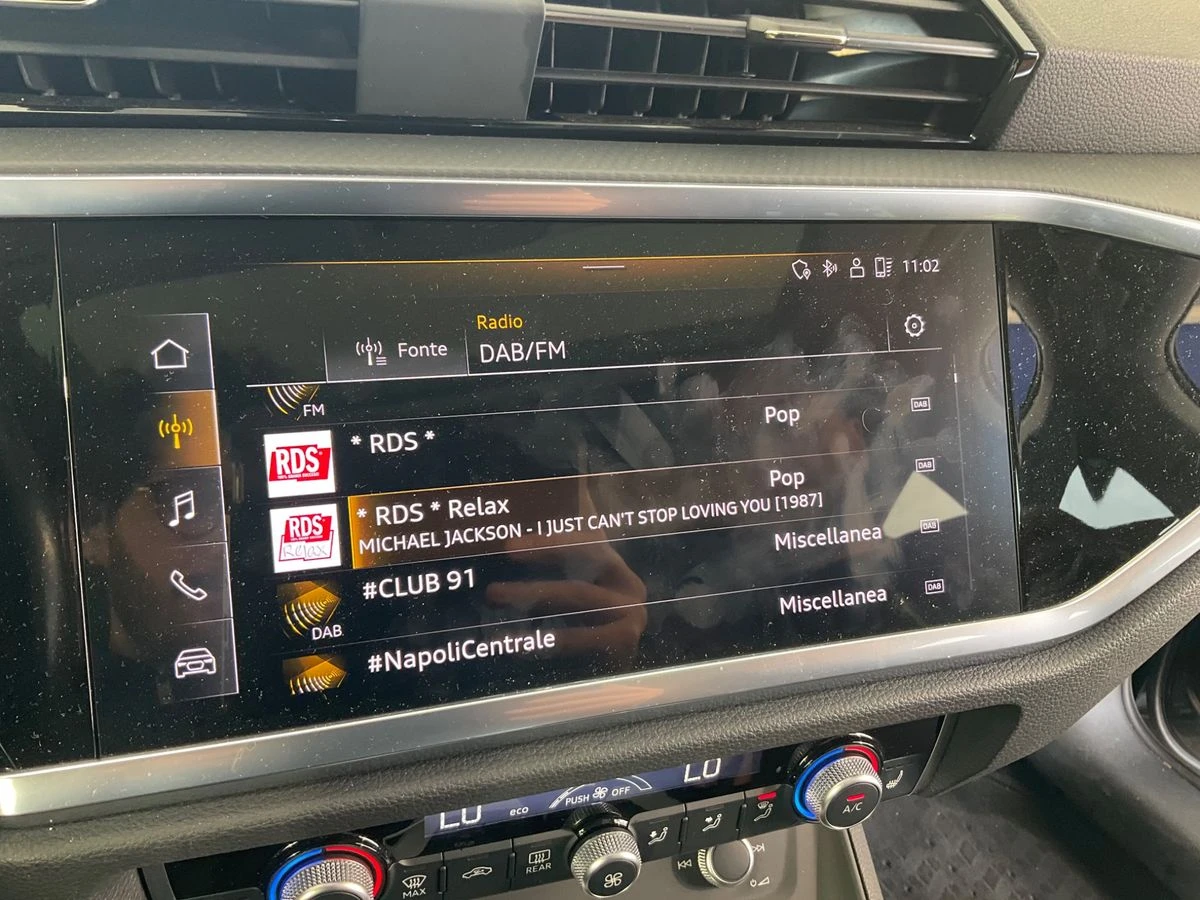 11:02
Radio
Fonte
DAB/FM
FM
RDS
* RDS *
Pop
DAB
RDS
Relax
* RDS * Relax
Pop
DAB
MICHAEL JACKSON - I JUST CAN'T STOP LOVING YOU [1987]
DAB
#CLUB 91
Miscellanea
DAB
#NapoliCentrale
Miscellanea
DAB
LO
eco
PUSH OFF
LO
MAX
REAR
A/C